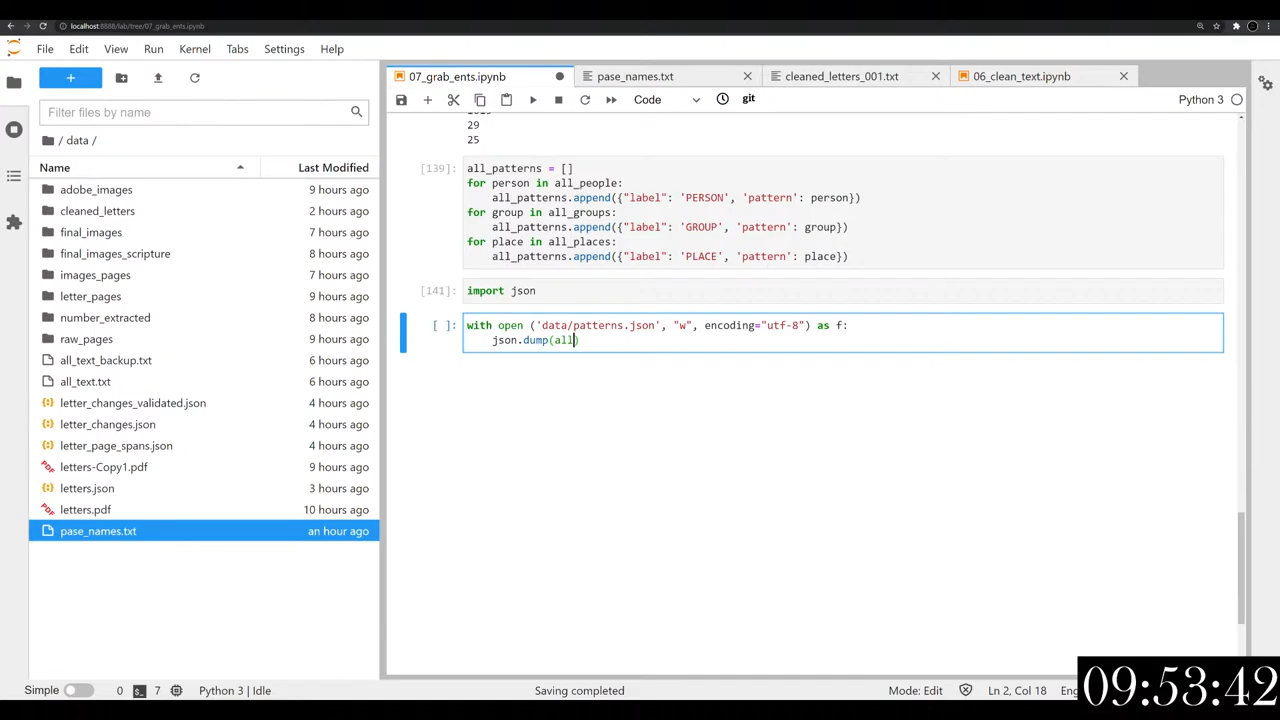 localhost:8888/lab/tree/07_grab_ents.ipynb
File Edit View Run Kernel Tabs Settings Help
+
Filter files by name
/ data /
Name Last Modified
adobe_images 9 hours ago
cleaned_letters 2 hours ago
final_images 7 hours ago
final_images_scripture 8 hours ago
images_pages 8 hours ago
letter_pages 9 hours ago
number_extracted 8 hours ago
raw_pages 9 hours ago
all_text_backup.txt 6 hours ago
all_text.txt 6 hours ago
letter_changes_validated.json 4 hours ago
letter_changes.json 4 hours ago
letter_page_spans.json 4 hours ago
letters-Copy1.pdf 9 hours ago
letters.json 3 hours ago
letters.pdf 10 hours ago
pase_names.txt an hour ago
07_grab_ents.ipynb pase_names.txt cleaned_letters_001.txt 06_clean_text.ipynb
Code git Python 3
29
25
[139]: all_patterns = []
for person in all_people:
all_patterns.append({"label": 'PERSON', 'pattern': person})
for group in all_groups:
all_patterns.append({"label": 'GROUP', 'pattern': group})
for place in all_places:
all_patterns.append({"label": 'PLACE', 'pattern': place})
[141]: import json
[ ]: with open ('data/patterns.json', "w", encoding="utf-8") as f:
json.dump(all)
Simple 0 7 Python 3 | Idle Saving completed Mode: Edit Ln 2, Col 18
09:53:42